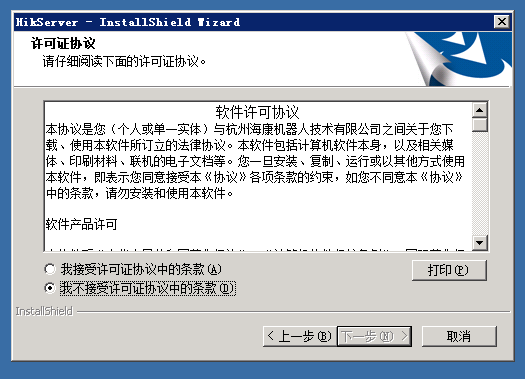 HikServer - InstallShield Wizard
许可证协议
请仔细阅读下面的许可证协议。
软件许可协议
本协议是您（个人或单一实体）与杭州海康机器人技术有限公司之间关于您下
载、使用本软件所订立的法律协议。本软件包括计算机软件本身，以及相关媒
体、印刷材料、联机的电子文档等。您一旦安装、复制、运行或以其他方式使用
本软件，即表示您同意接受本《协议》各项条款的约束，如您不同意本《协议》
中的条款，请勿安装和使用本软件。
软件产品许可
我接受许可证协议中的条款(A)
打印(P)
我不接受许可证协议中的条款(D)
InstallShield
< 上一步(B)
下一步(N) >
取消